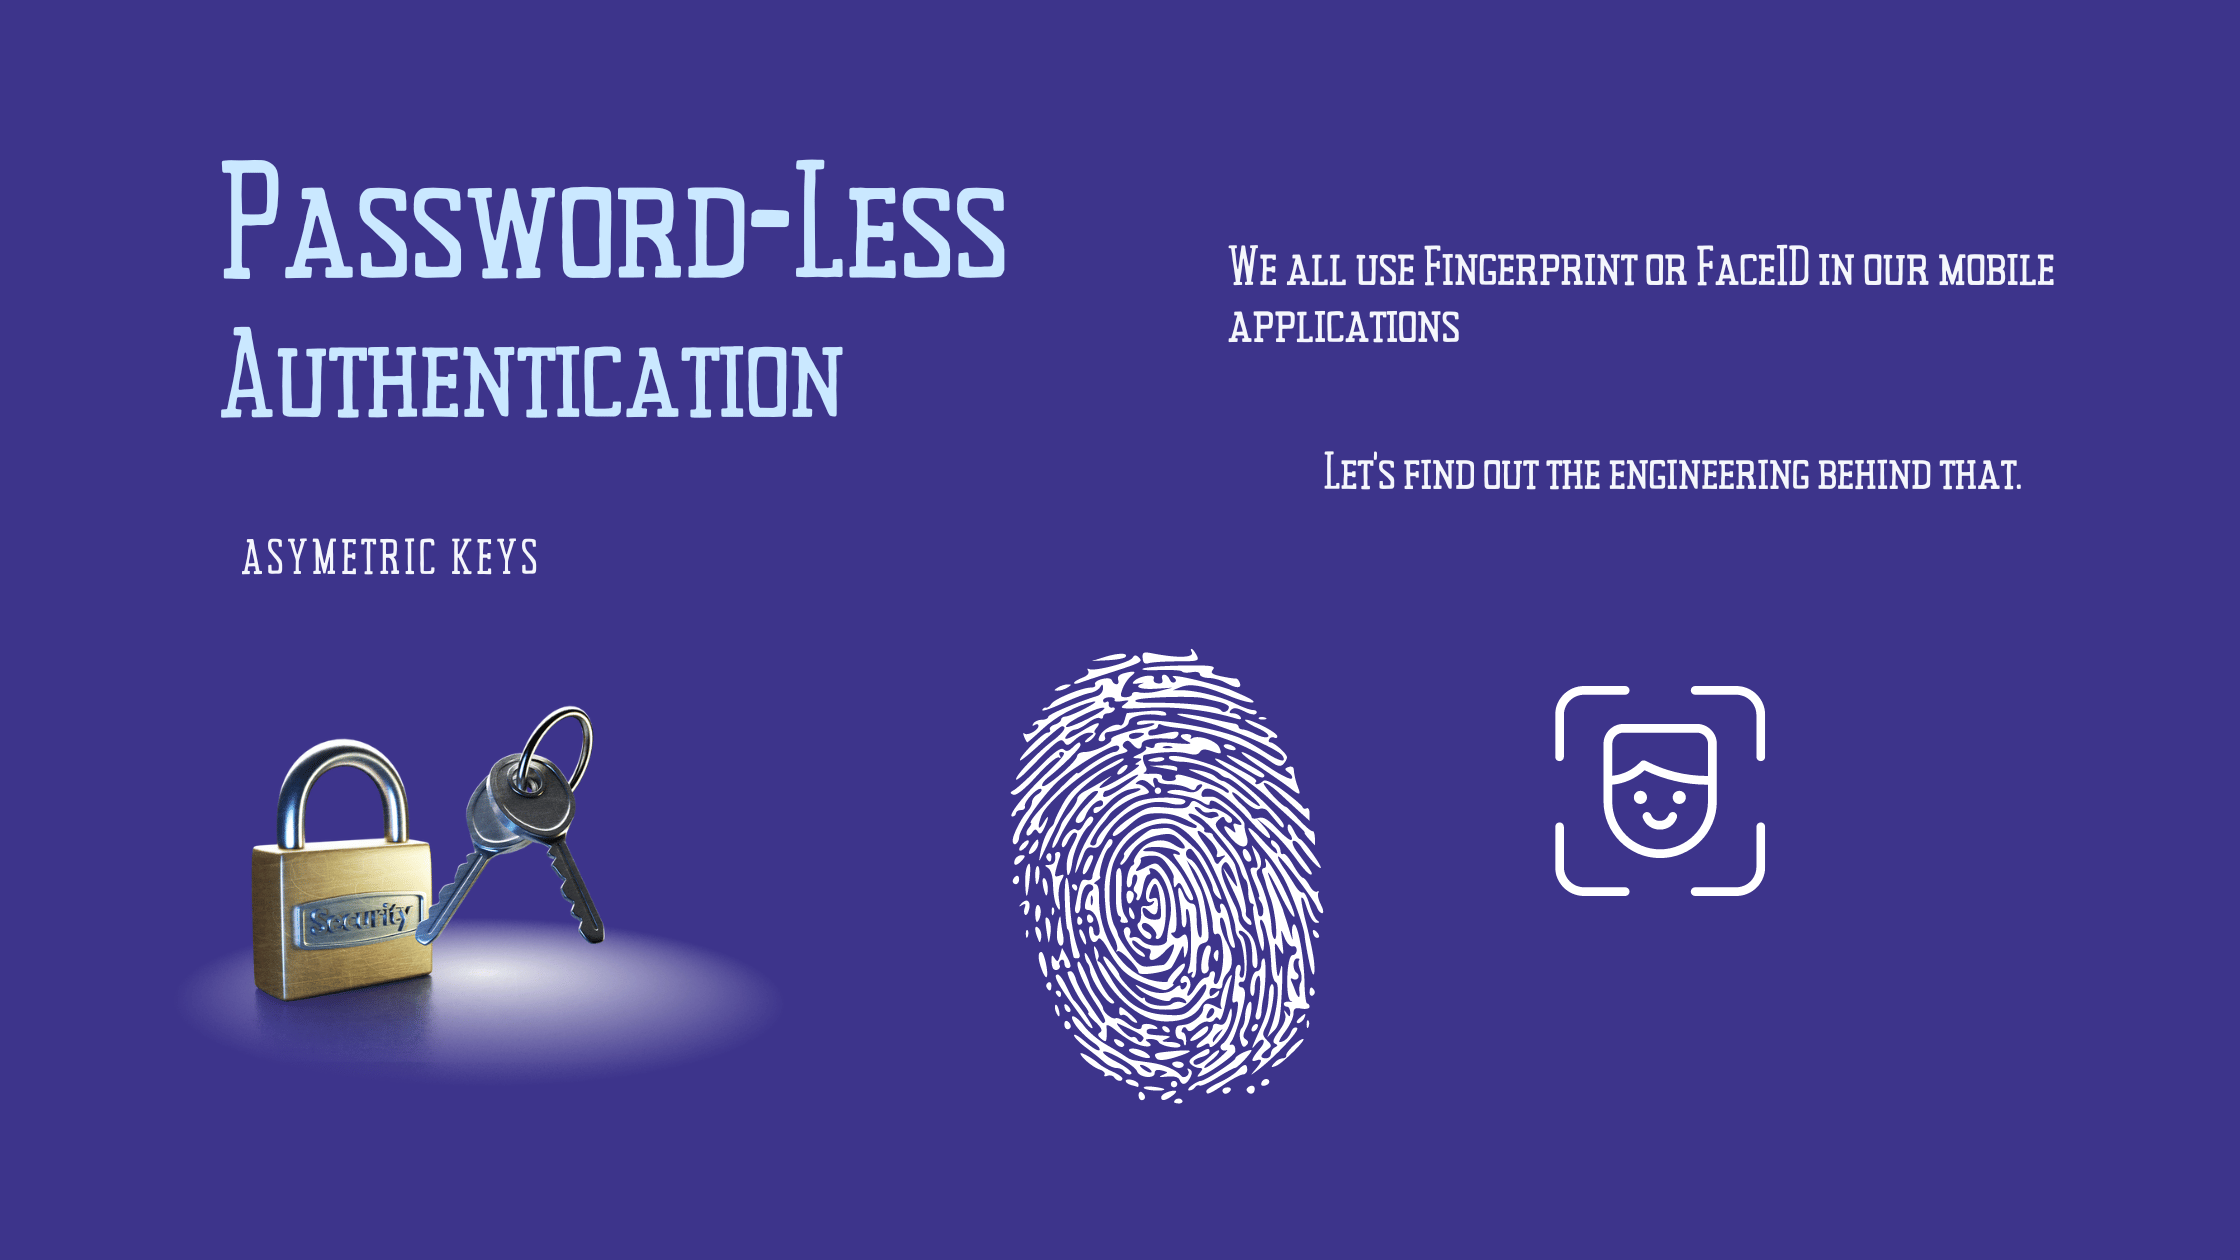 Password-Less
Authentication
We all use Fingerprint or FaceID in our mobile
applications
Let's find out the engineering behind that.
ASYMETRIC KEYS
Security